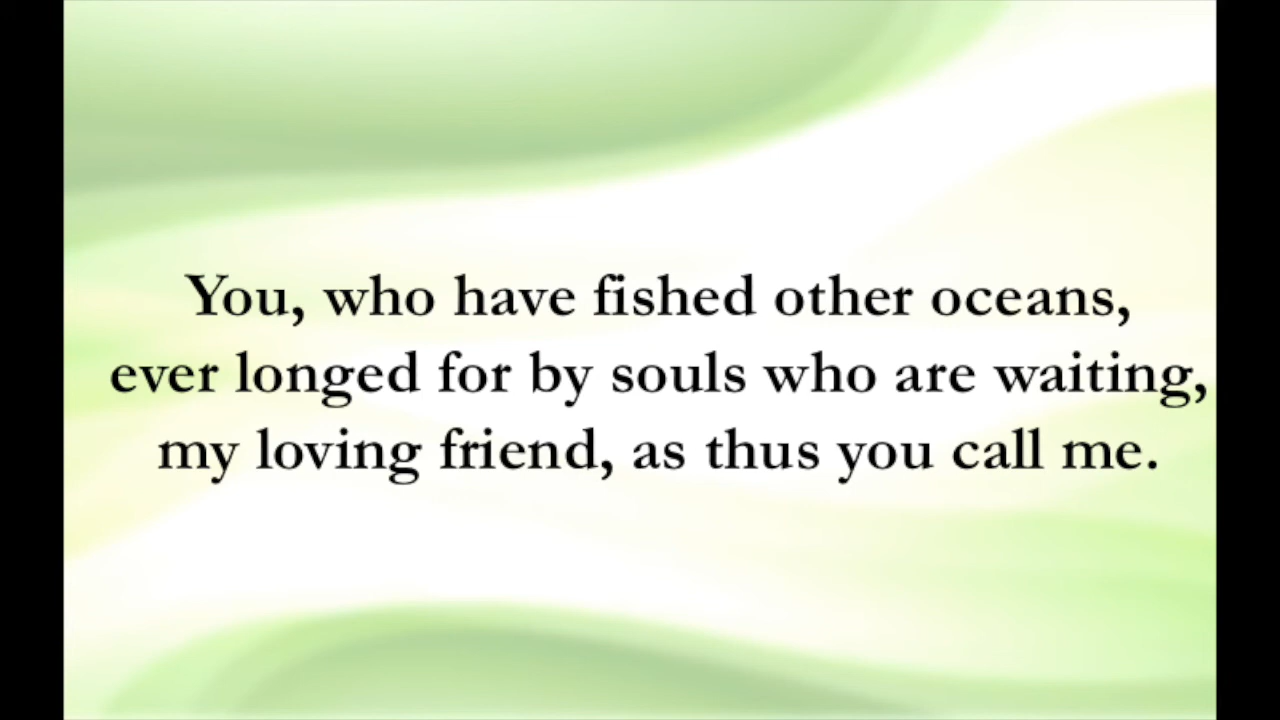 You, who have fished other oceans,
ever longed for by souls who are waiting,
my loving friend, as thus you call me.